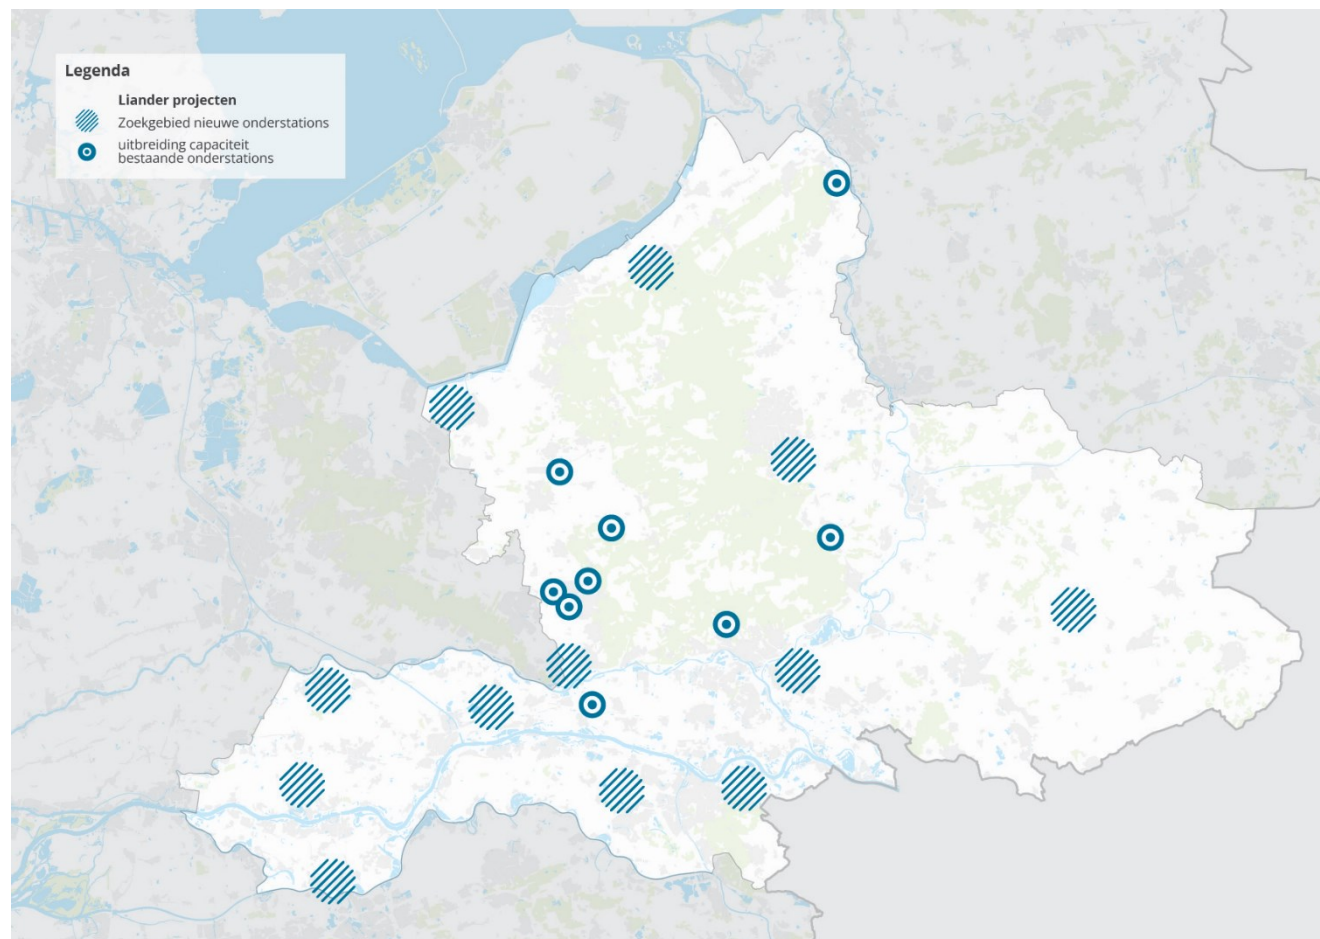 Legenda
Liander projecten
Zoekgebied nieuwe onderstations
uitbreiding capaciteit
bestaande onderstations